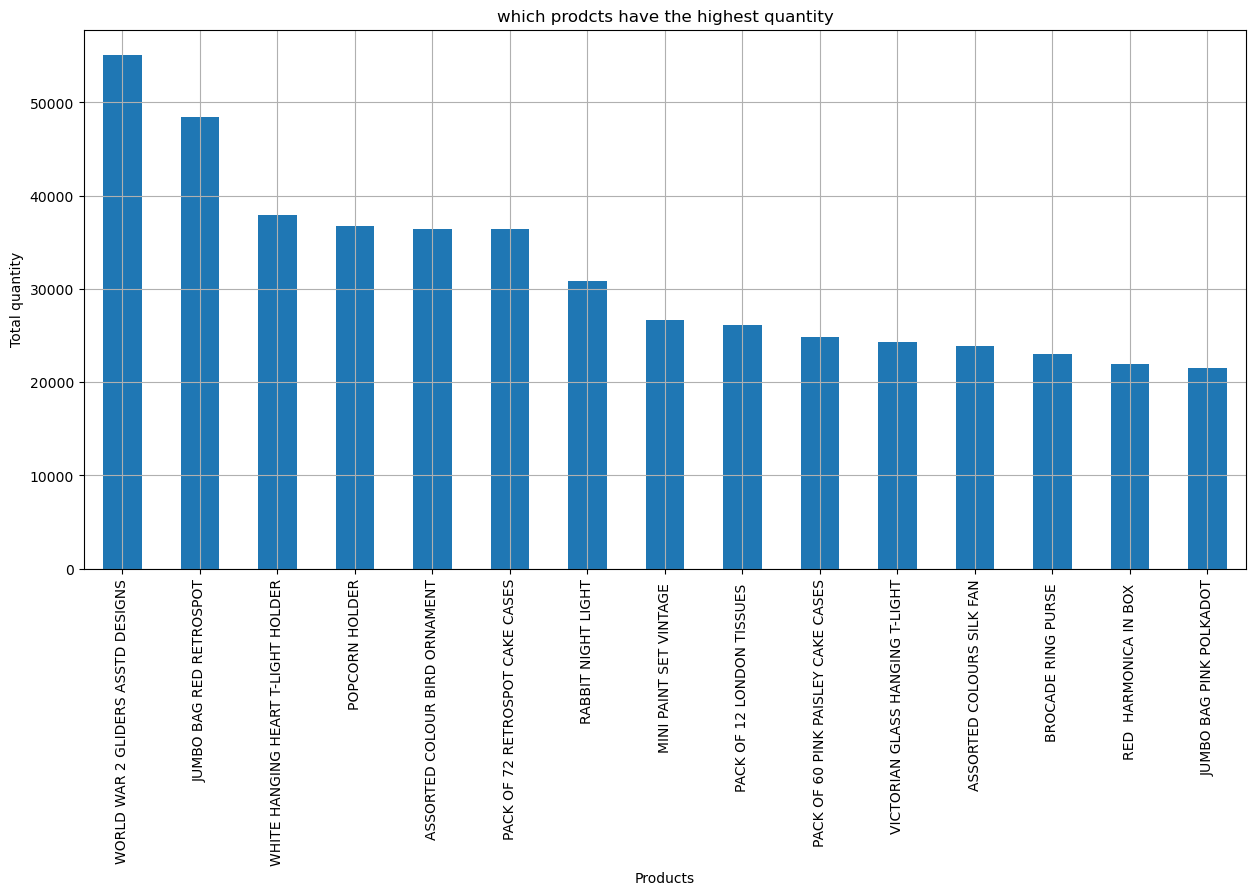 which prodcts have the highest quantity
Total quantity
50000
40000
30000
20000
10000
0
WORLD WAR 2 GLIDERS ASSTD DESIGNS
JUMBO BAG RED RETROSPOT
WHITE HANGING HEART T-LIGHT HOLDER
POPCORN HOLDER
ASSORTED COLOUR BIRD ORNAMENT
PACK OF 72 RETROSPOT CAKE CASES
RABBIT NIGHT LIGHT
MINI PAINT SET VINTAGE
PACK OF 12 LONDON TISSUES
PACK OF 60 PINK PAISLEY CAKE CASES
VICTORIAN GLASS HANGING T-LIGHT
ASSORTED COLOURS SILK FAN
BROCADE RING PURSE
RED  HARMONICA IN BOX
JUMBO BAG PINK POLKADOT
Products